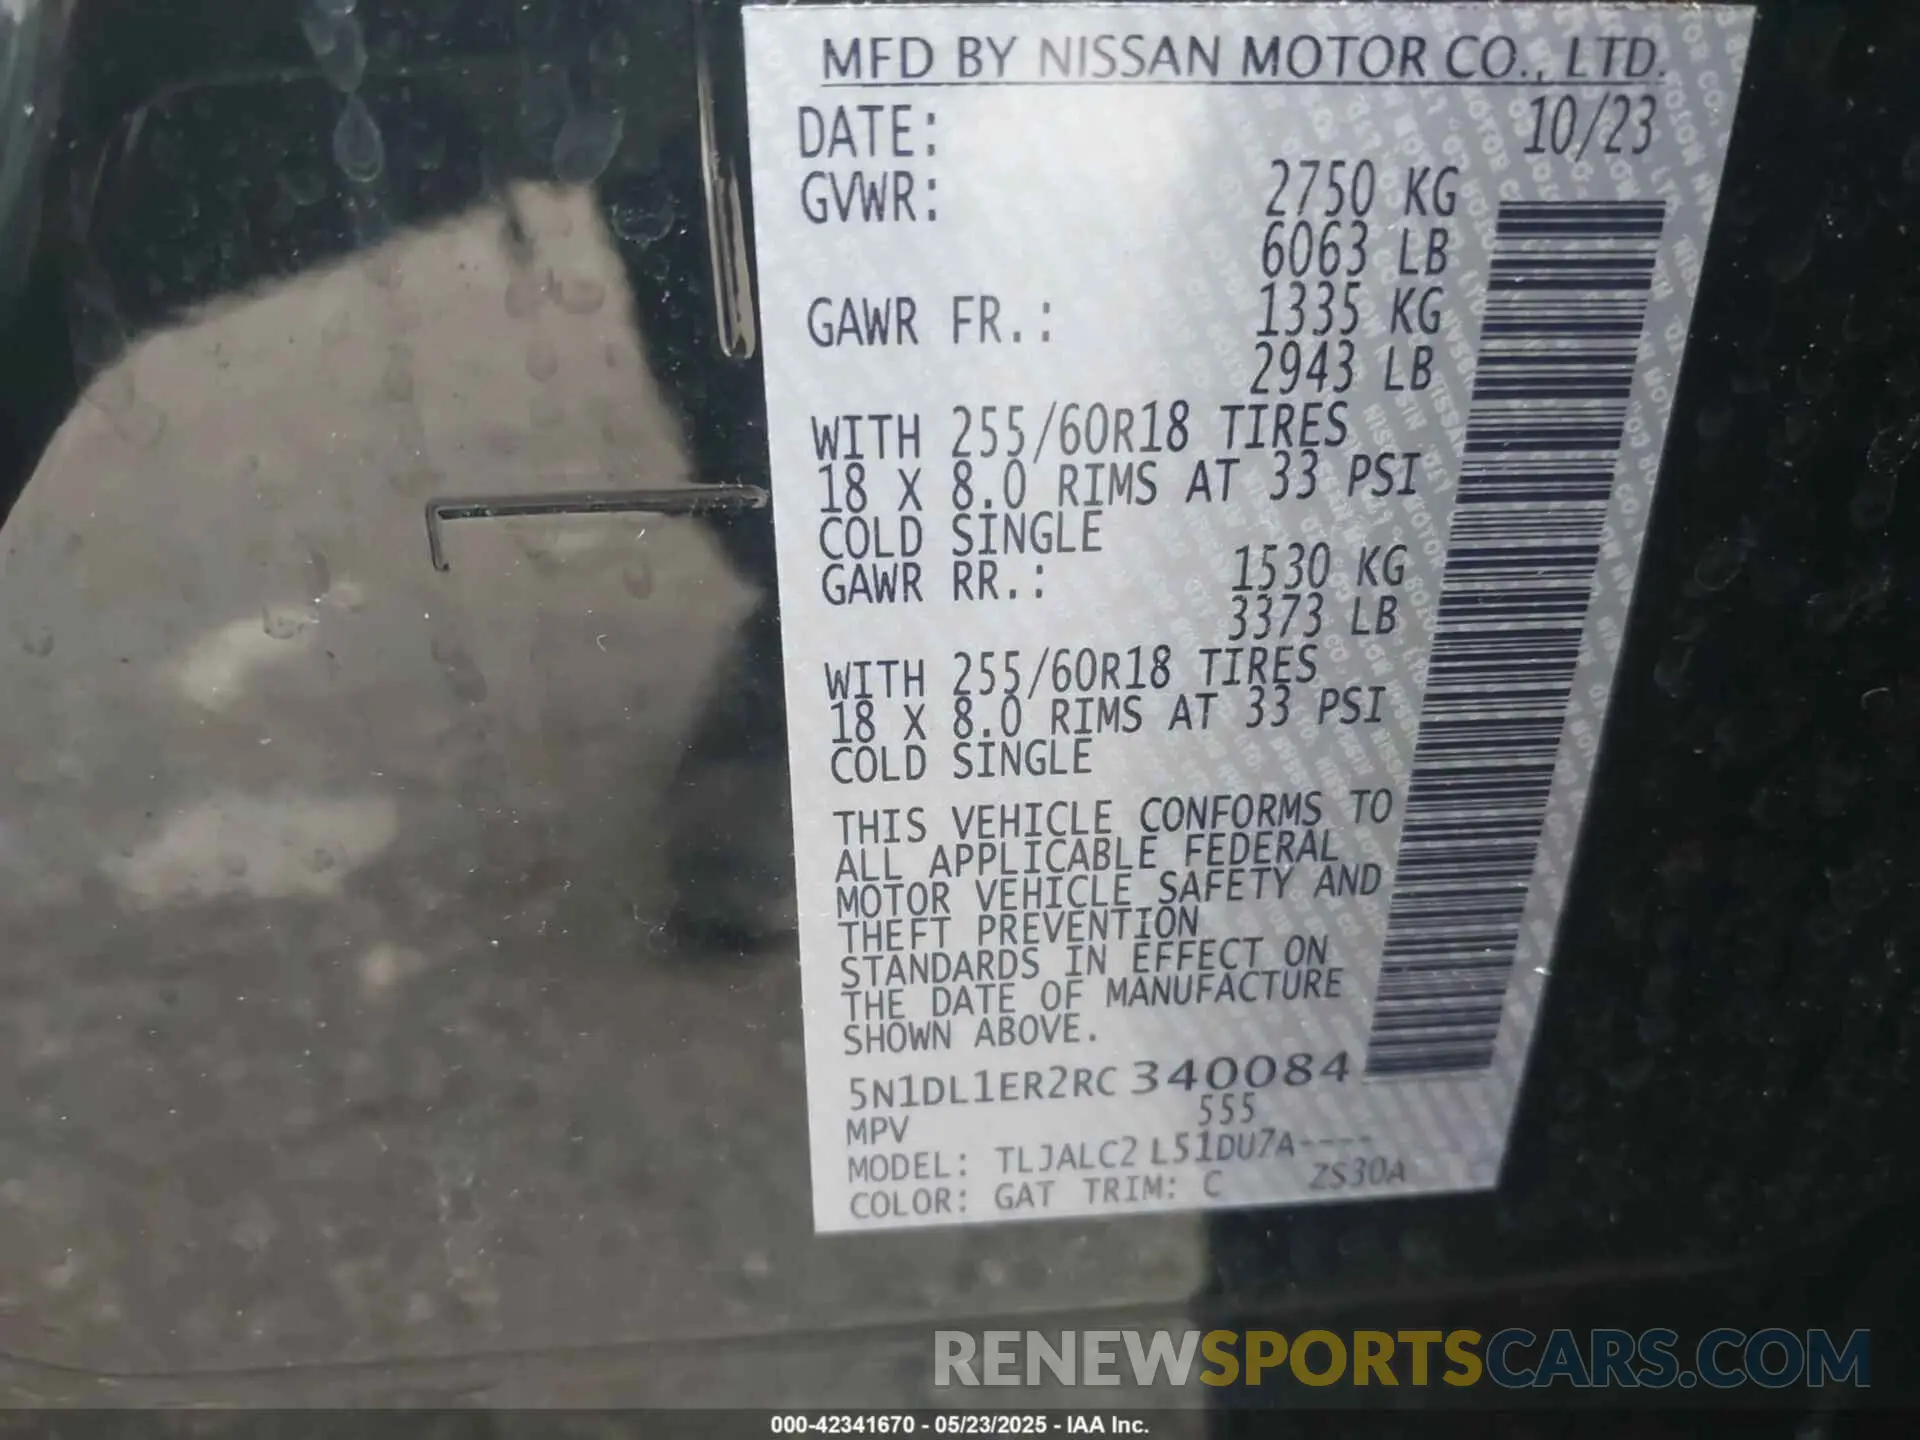 MFD BY NISSAN MOTOR CO., LTD.
DATE: 10/23
GVWR: 2750 KG
6063 LB
GAWR FR.: 1335 KG
2943 LB
WITH 255/60R18 TIRES
18 X 8.0 RIMS AT 33 PSI
COLD SINGLE
GAWR RR.: 1530 KG
3373 LB
WITH 255/60R18 TIRES
18 X 8.0 RIMS AT 33 PSI
COLD SINGLE
THIS VEHICLE CONFORMS TO
ALL APPLICABLE FEDERAL
MOTOR VEHICLE SAFETY AND
THEFT PREVENTION
STANDARDS IN EFFECT ON
THE DATE OF MANUFACTURE
SHOWN ABOVE.
5N1DL1ER2RC 340084
MPV 555
MODEL: TLJALC2 L51DU7A----
COLOR: GAT TRIM: C ZS30A
RENEWSPORTSCARS.COM
000-42341670 - 05/23/2025 - IAA Inc.